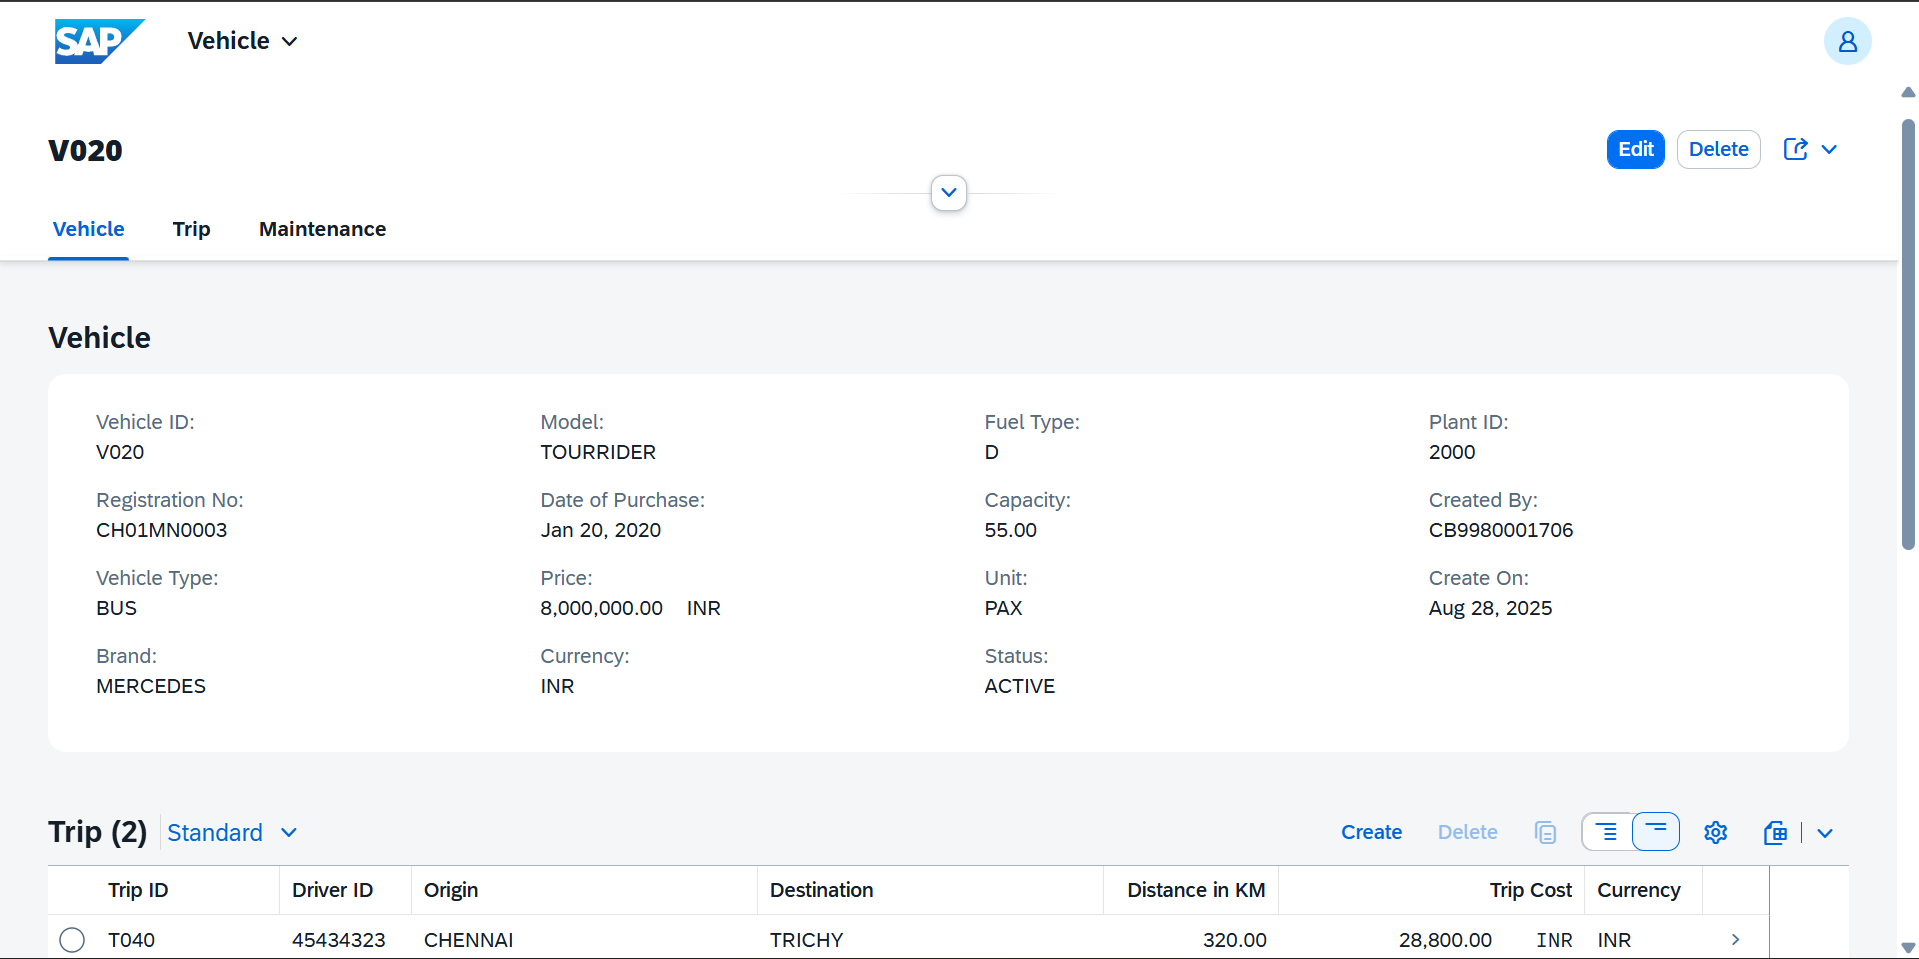 SAP Vehicle
V020
Edit Delete
Vehicle Trip Maintenance
Vehicle
Vehicle ID: Model: Fuel Type: Plant ID:
V020 TOURRIDER D 2000
Registration No: Date of Purchase: Capacity: Created By:
CH01MN0003 Jan 20, 2020 55.00 CB9980001706
Vehicle Type: Price: Unit: Create On:
BUS 8,000,000.00 INR PAX Aug 28, 2025
Brand: Currency: Status:
MERCEDES INR ACTIVE
Trip (2) Standard Create Delete
Trip ID Driver ID Origin Destination Distance in KM Trip Cost Currency
T040 45434323 CHENNAI TRICHY 320.00 28,800.00 INR INR